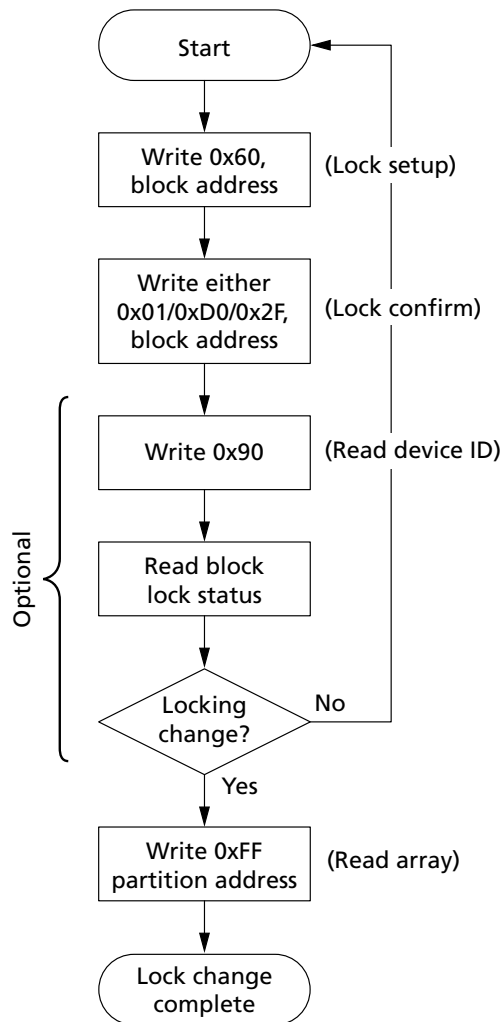 Start
Write 0x60,
block address
(Lock setup)
Write either
0x01/0xD0/0x2F,
block address
(Lock confirm)
Optional
Write 0x90
(Read device ID)
Read block
lock status
Locking
change?
No
Yes
Write 0xFF
partition address
(Read array)
Lock change
complete